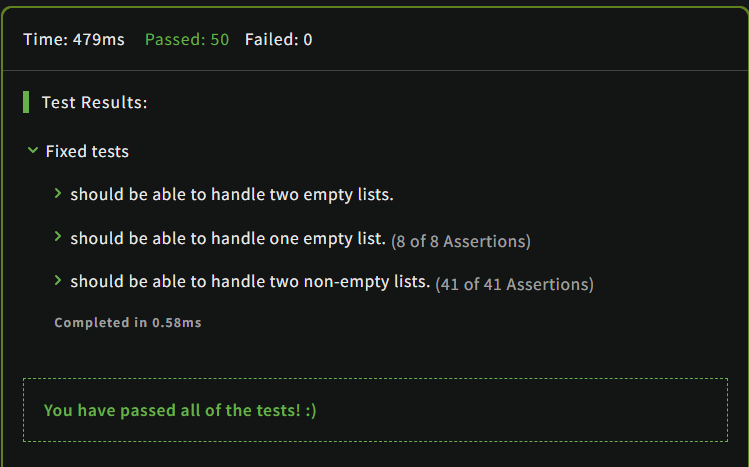 Time: 479ms Passed: 50 Failed: 0
Test Results:
Fixed tests
should be able to handle two empty lists.
should be able to handle one empty list. (8 of 8 Assertions)
should be able to handle two non-empty lists. (41 of 41 Assertions)
Completed in 0.58ms
You have passed all of the tests! :)